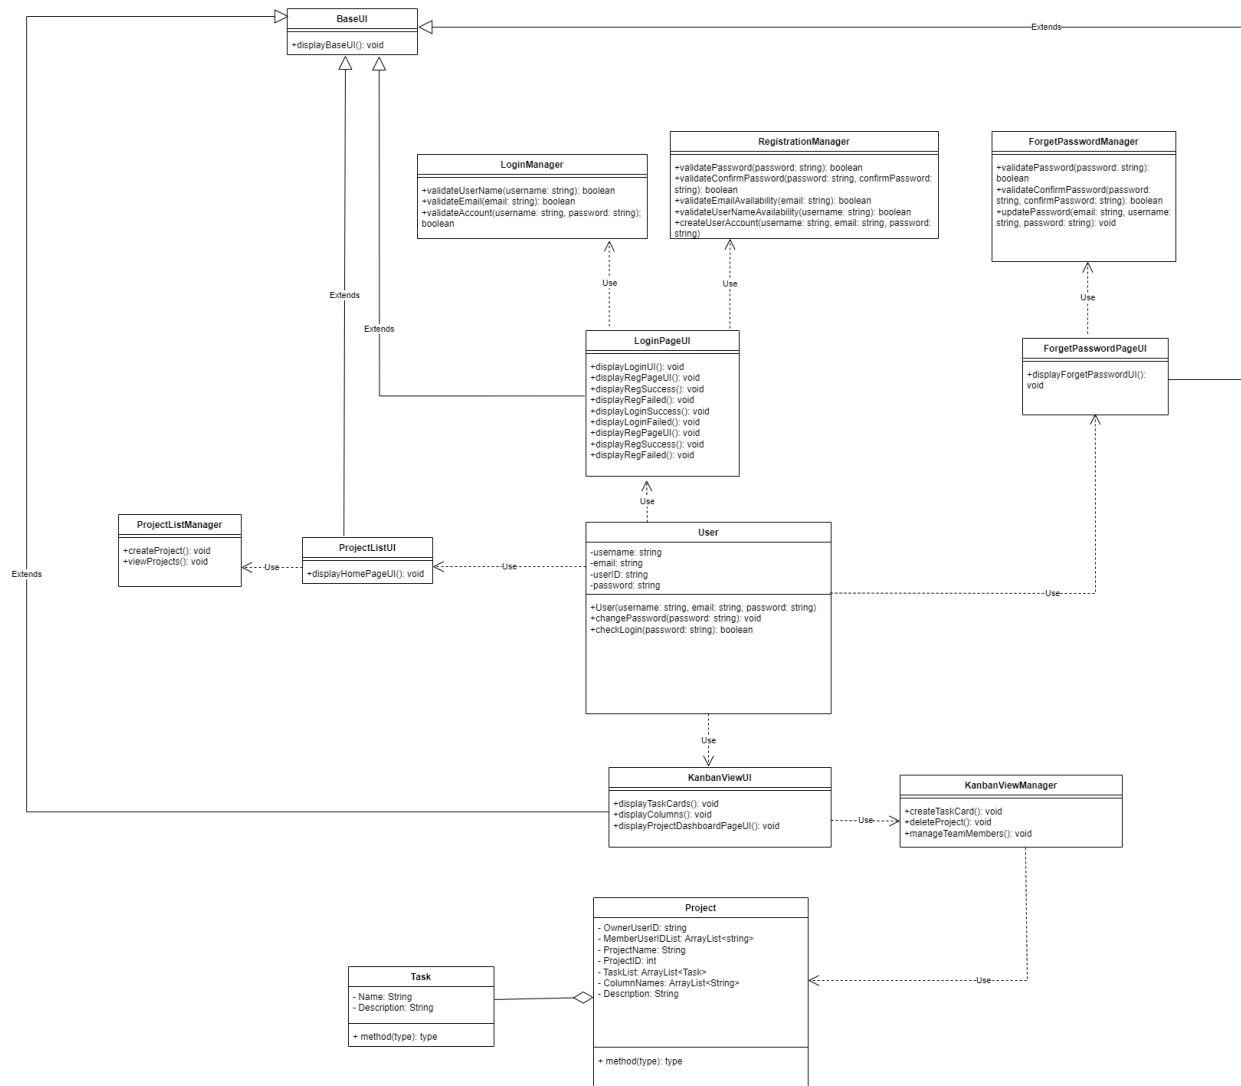 BaseUI
+displayBaseUI(): void
Extends
RegistrationManager
+validatePassword(password: string): boolean
+validateConfirmPassword(password: string, confirmPassword:
string): boolean
+validateEmailAvailability(email: string): boolean
+validateUserNameAvailability(username: string): boolean
+createUserAccount(username: string, email: string, password:
string)
ForgetPasswordManager
+validatePassword(password: string):
boolean
+validateConfirmPassword(password:
string, confirmPassword: string): boolean
+updatePassword(email: string, username:
string, password: string): void
LoginManager
+validateUserName(username: string): boolean
+validateEmail(email: string): boolean
+validateAccount(username: string, password: string);
boolean
Use
Use
Use
Extends
Extends
LoginPageUI
+displayLoginUI(): void
+displayRegPageUI(): void
+displayRegSuccess(): void
+displayRegFailed(): void
+displayLoginSuccess(): void
+displayLoginFailed(): void
+displayRegPageUI(): void
+displayRegSuccess(): void
+displayRegFailed(): void
ForgetPasswordPageUI
+displayForgetPasswordUI():
void
Use
ProjectListManager
+createProject(): void
+viewProjects(): void
Use
ProjectListUI
+displayHomePageUI(): void
Use
User
-username: string
-email: string
-userID: string
-password: string
+User(username: string, email: string, password: string)
+changePassword(password: string): void
+checkLogin(password: string): boolean
Use
Extends
Use
KanbanViewUI
+displayTaskCards(): void
+displayColumns(): void
+displayProjectDashboardPageUI(): void
Use
KanbanViewManager
+createTaskCard(): void
+deleteProject(): void
+manageTeamMembers(): void
Use
Project
- OwnerUserID: string
- MemberUserIDList: ArrayList<string>
- ProjectName: String
- ProjectID: int
- TaskList: ArrayList<Task>
- ColumnNames: ArrayList<String>
- Description: String
+ method(type): type
Task
- Name: String
- Description: String
+ method(type): type